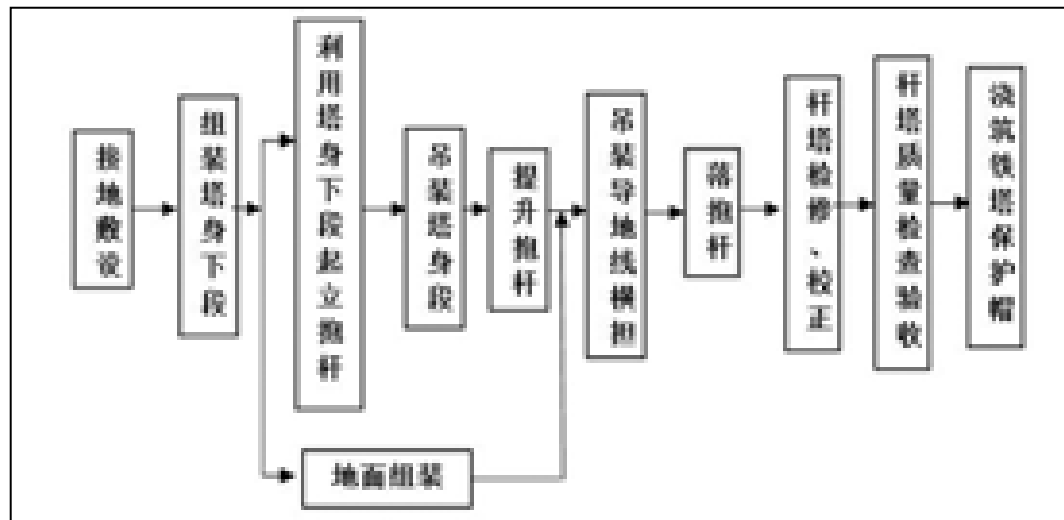 接地敷设
组装塔身下段
利用塔身下段起立抱杆
吊装塔身段
提升抱杆
地面组装
吊装导地线横担
落抱杆
杆塔检修、校正
杆塔质量检查验收
浇筑铁塔保护帽